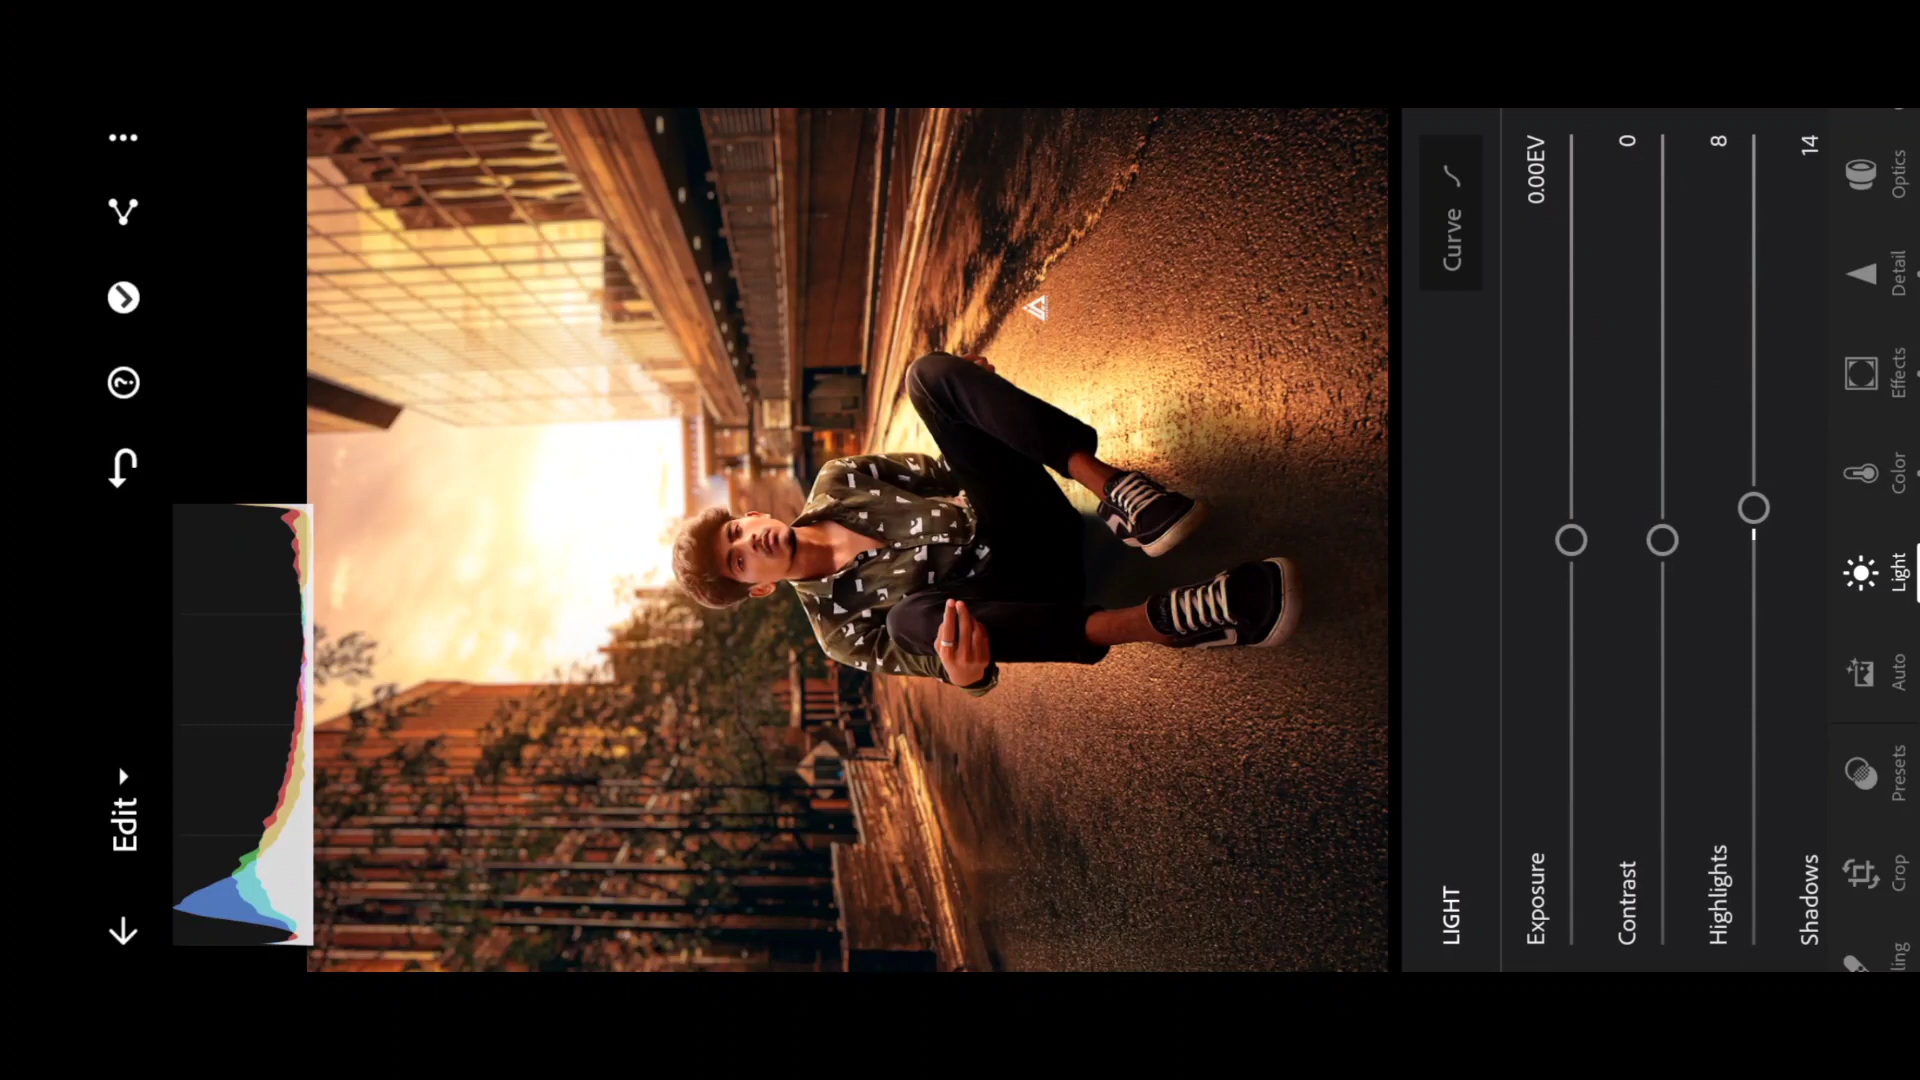 Edit
LIGHT
Curve
Exposure 0.00EV
Contrast 0
Highlights 8
Shadows 14
ling
Crop
Presets
Auto
Light
Color
Effects
Detail
Optics